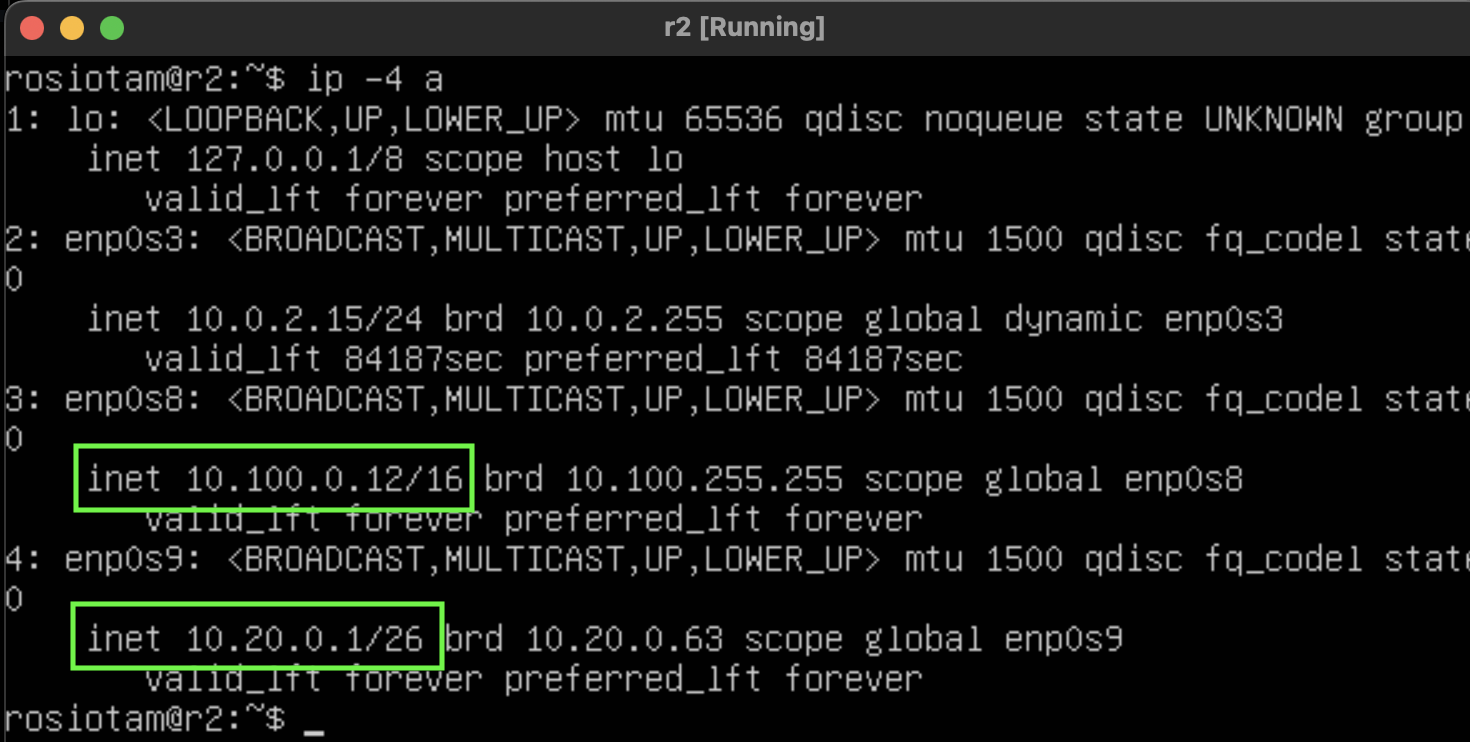 r2 [Running]
rosiotam@r2:~$ ip -4 a
1: lo: <LOOPBACK,UP,LOWER_UP> mtu 65536 qdisc noqueue state UNKNOWN group
inet 127.0.0.1/8 scope host lo
valid_lft forever preferred_lft forever
2: enp0s3: <BROADCAST,MULTICAST,UP,LOWER_UP> mtu 1500 qdisc fq_codel state
0
inet 10.0.2.15/24 brd 10.0.2.255 scope global dynamic enp0s3
valid_lft 84187sec preferred_lft 84187sec
3: enp0s8: <BROADCAST,MULTICAST,UP,LOWER_UP> mtu 1500 qdisc fq_codel state
0
inet 10.100.0.12/16 brd 10.100.255.255 scope global enp0s8
valid_lft forever preferred_lft forever
4: enp0s9: <BROADCAST,MULTICAST,UP,LOWER_UP> mtu 1500 qdisc fq_codel state
0
inet 10.20.0.1/26 brd 10.20.0.63 scope global enp0s9
valid_lft forever preferred_lft forever
rosiotam@r2:~$ _